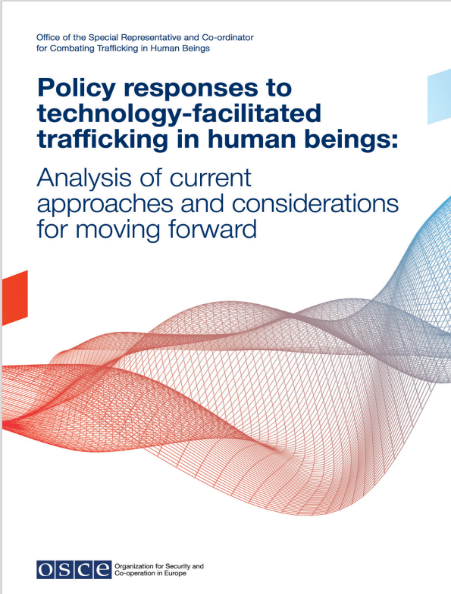 Office of the Special Representative and Co-ordinator
for Combating Trafficking in Human Beings
Policy responses to
technology-facilitated
trafficking in human beings:
Analysis of current
approaches and considerations
for moving forward
osce Organization for Security and
Co-operation in Europe